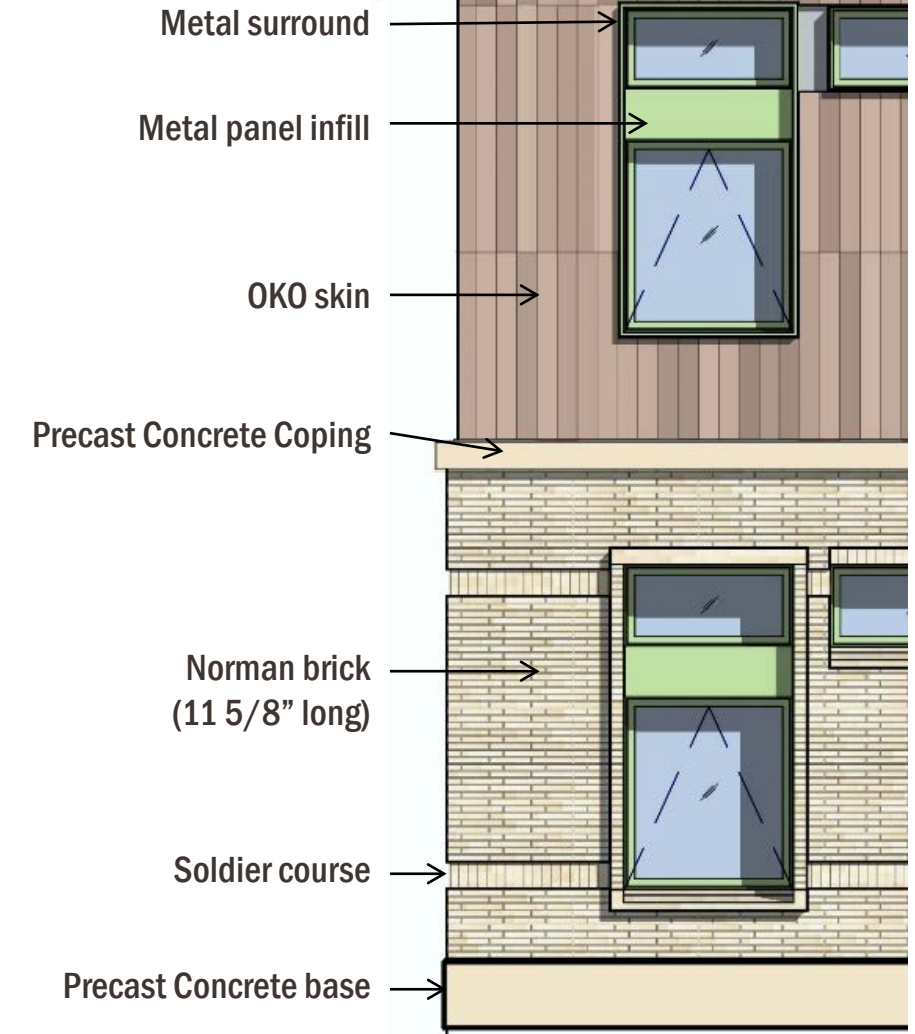 Metal surround
Metal panel infill
OKO skin
Precast Concrete Coping
Norman brick
(11 5/8” long)
Soldier course
Precast Concrete base